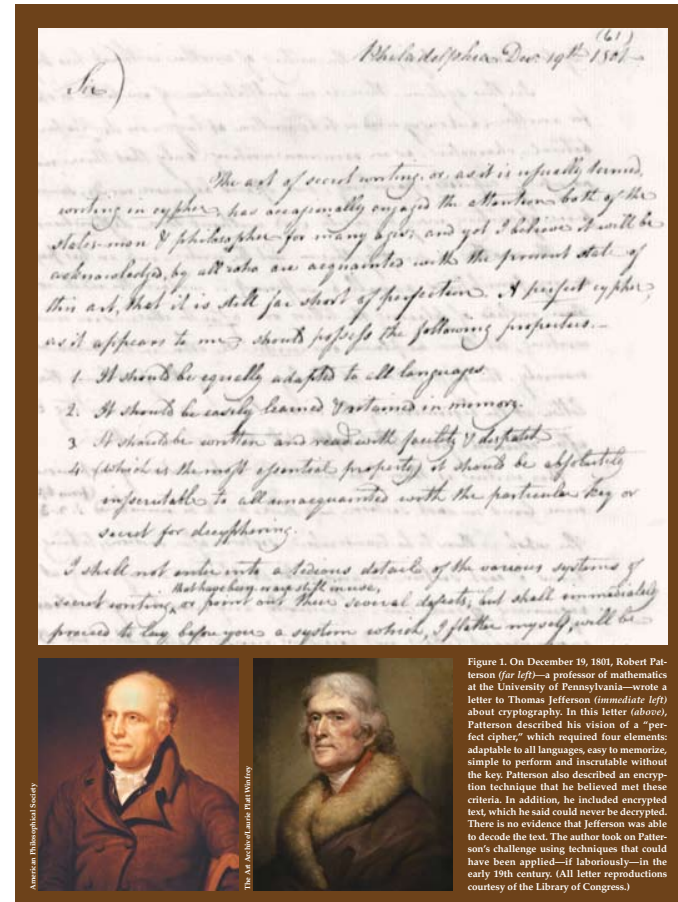 (61)
Philadelphia Decr. 19th 1801.
Sir)
The art of secret writing, or, as it is usually termed,
writing in cypher, has occasionally engaged the attention both of the
states-man & philosopher for many ages; and yet I believe it will be
acknowledged, by all who are acquainted with the present state of
this art, that it is still far short of perfection. A perfect cypher,
as it appears to me, should possess the following properties.—
1. It should be equally adapted to all languages.
2. It should be easily learned & retained in memory.
3. It should be written and read with facility & dispatch.
4. (which is the most essential property) it should be absolutely
inscrutable to all unacquainted with the particular key or
secret for decyphering.
I shall not enter into a tedious detail of the various systems of
that have been, or are still in use,
secret writing, or point out their several defects, but shall immediately
proceed to lay before you a system which, I flatter myself, will be
American Philosophical Society
The Art Archive/Laurie Platt Winfrey
Figure 1. On December 19, 1801, Robert Pat-
terson (far left)—a professor of mathematics
at the University of Pennsylvania—wrote a
letter to Thomas Jefferson (immediate left)
about cryptography. In this letter (above),
Patterson described his vision of a “per-
fect cipher,” which required four elements:
adaptable to all languages, easy to memorize,
simple to perform and inscrutable without
the key. Patterson also described an encryp-
tion technique that he believed met these
criteria. In addition, he included encrypted
text, which he said could never be decrypted.
There is no evidence that Jefferson was able
to decode the text. The author took on Patter-
son’s challenge using techniques that could
have been applied—if laboriously—in the
early 19th century. (All letter reproductions
courtesy of the Library of Congress.)